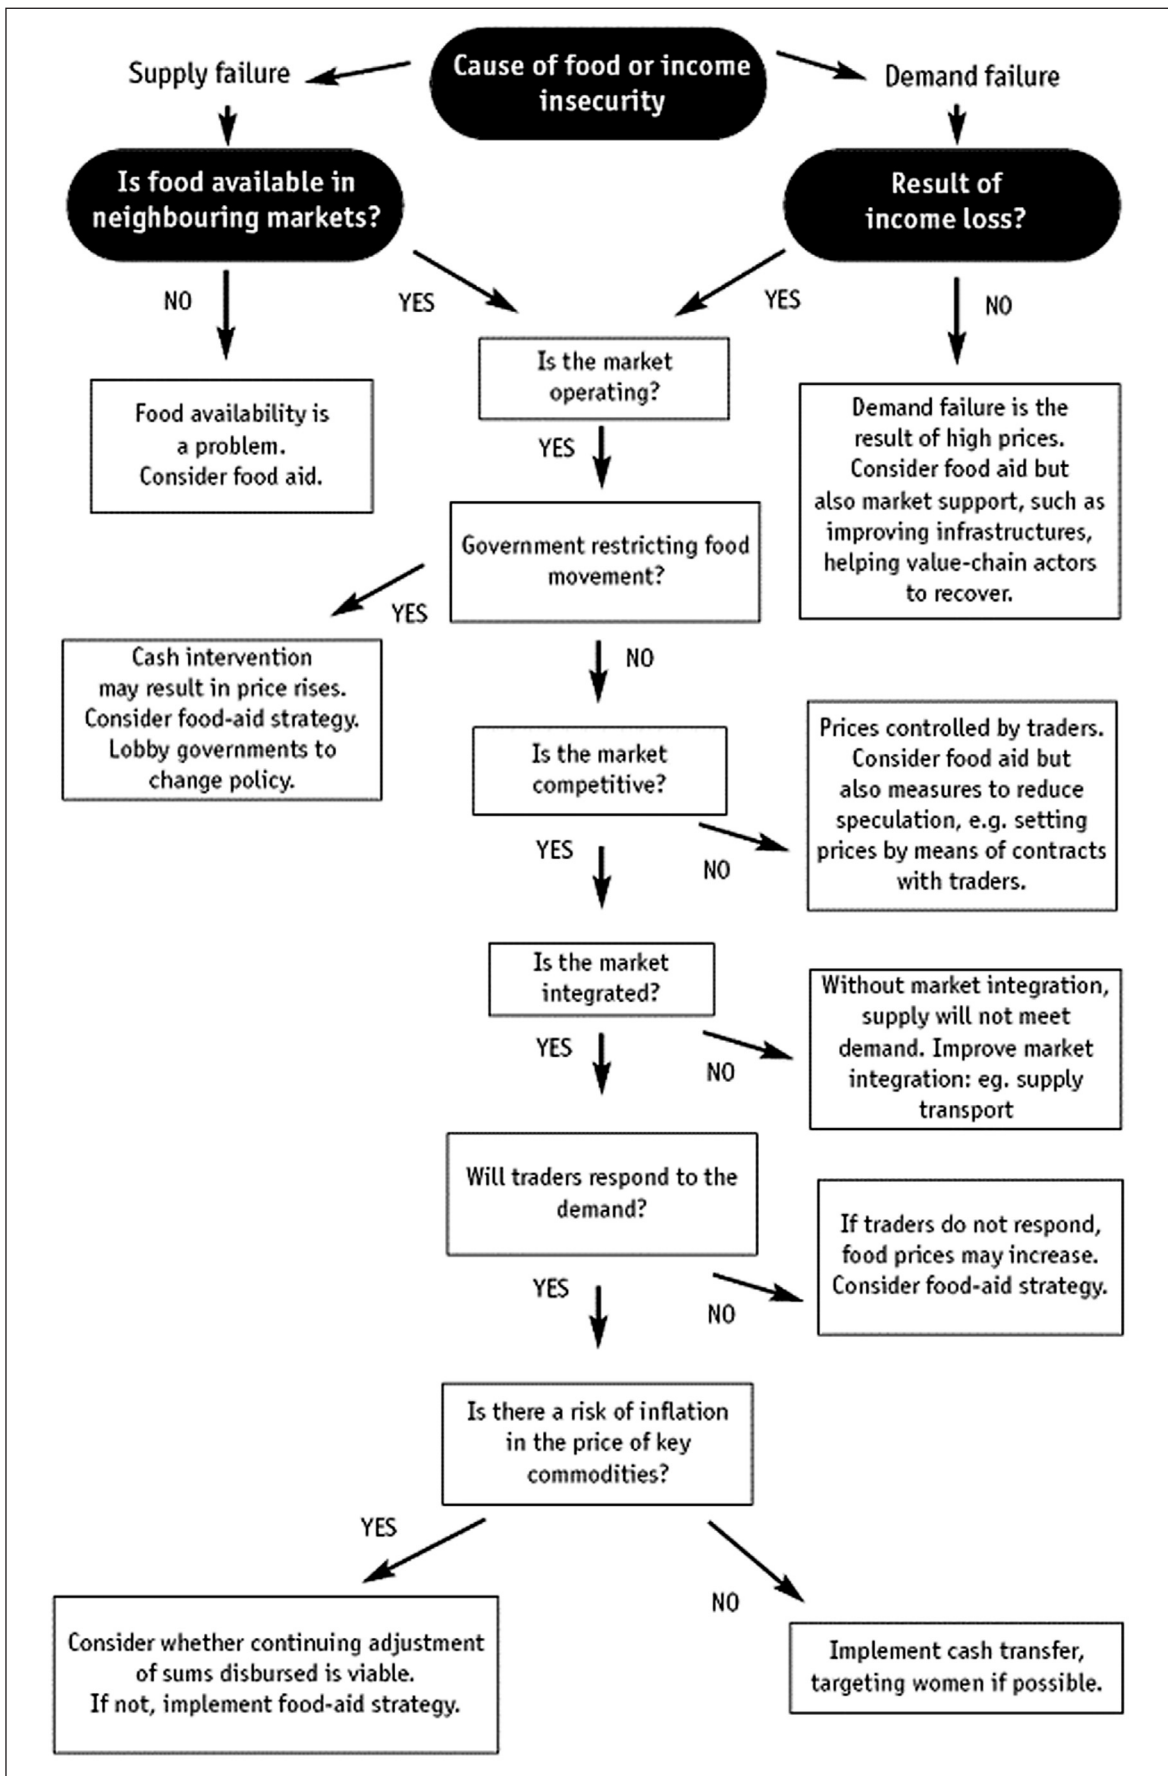 Cause of food or income
insecurity
Supply failure
Demand failure
Is food available in
neighbouring markets?
Result of
income loss?
NO
YES
YES
NO
Is the market
operating?
Food availability is
a problem.
Consider food aid.
Demand failure is the
result of high prices.
Consider food aid but
also market support, such as
improving infrastructures,
helping value-chain actors
to recover.
YES
Government restricting food
movement?
YES
NO
Cash intervention
may result in price rises.
Consider food-aid strategy.
Lobby governments to
change policy.
Is the market
competitive?
Prices controlled by traders.
Consider food aid but
also measures to reduce
speculation, e.g. setting
prices by means of contracts
with traders.
YES
NO
Is the market
integrated?
Without market integration,
supply will not meet
demand. Improve market
integration: eg. supply
transport
YES
NO
Will traders respond to the
demand?
If traders do not respond,
food prices may increase.
Consider food-aid strategy.
YES
NO
Is there a risk of inflation
in the price of key
commodities?
YES
NO
Consider whether continuing adjustment
of sums disbursed is viable.
If not, implement food-aid strategy.
Implement cash transfer,
targeting women if possible.